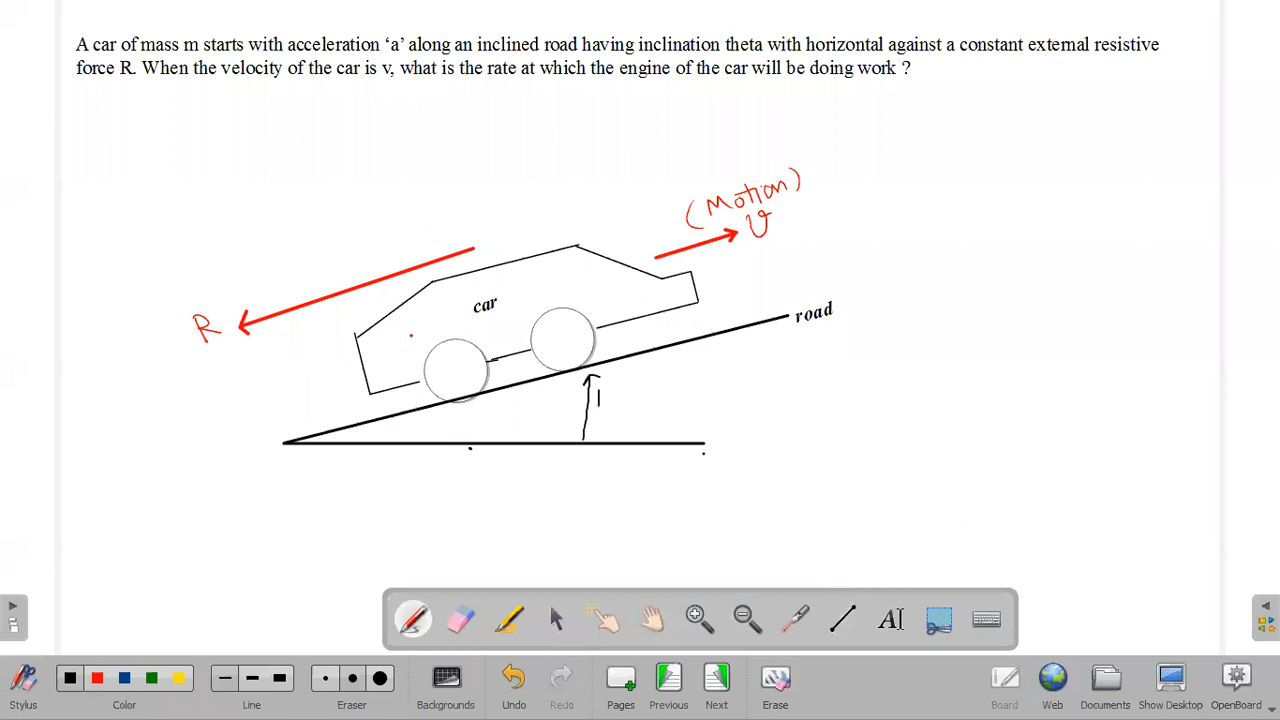 A car of mass m starts with acceleration ‘a’ along an inclined road having inclination theta with horizontal against a constant external resistive
force R. When the velocity of the car is v, what is the rate at which the engine of the car will be doing work ?
(Motion)
v
R
car
road
Stylus
Color
Line
Eraser
Backgrounds
Undo
Redo
Pages
Previous
Next
Erase
Board
Web
Documents
Show Desktop
OpenBoard